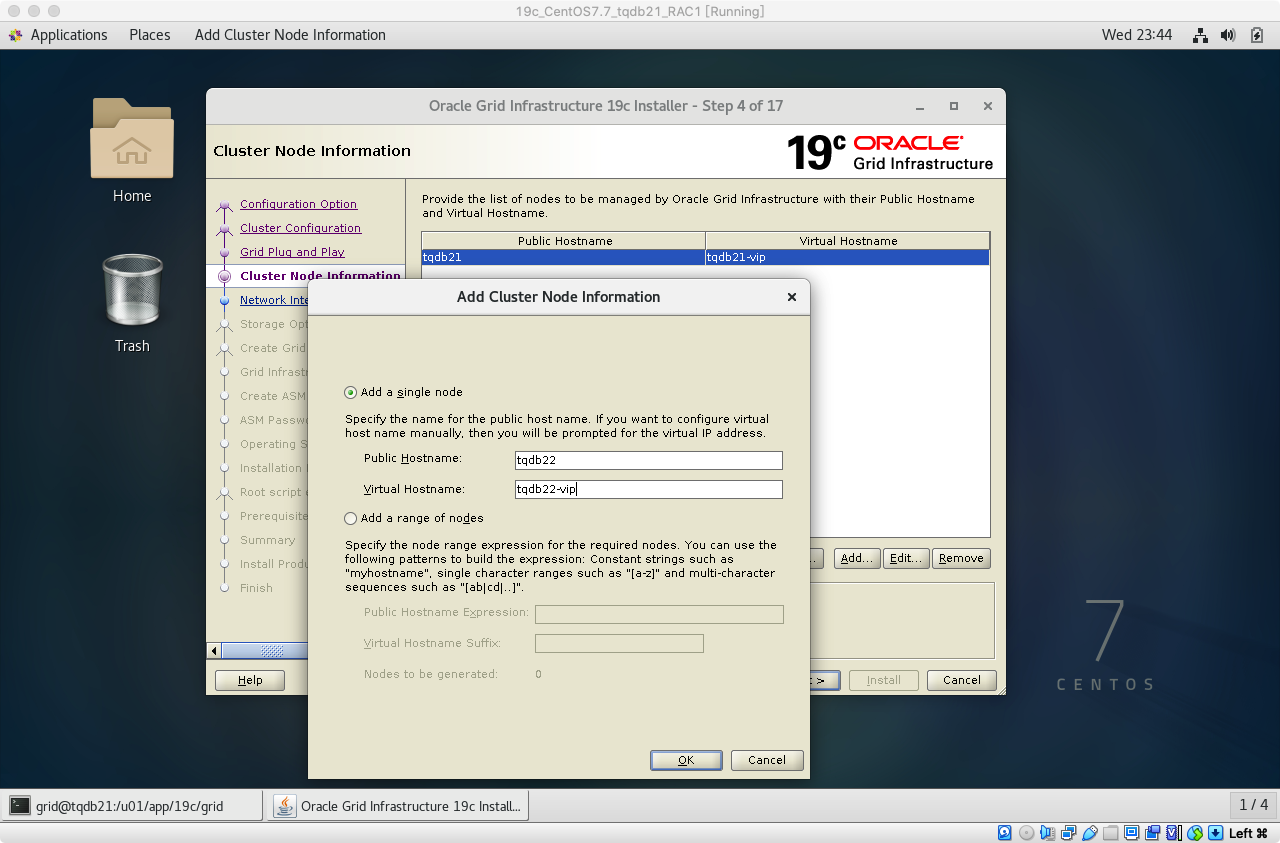 19c_CentOS7.7_tqdb21_RAC1 [Running]
Applications Places Add Cluster Node Information Wed 23:44
Home
Trash
Oracle Grid Infrastructure 19c Installer - Step 4 of 17
Cluster Node Information
19c ORACLE
Grid Infrastructure
Configuration Option
Cluster Configuration
Grid Plug and Play
Cluster Node Information
Network Inte
Storage Opt
Create Grid
Grid Infrastr
Create ASM
ASM Passwo
Operating S
Installation
Root script
Prerequisite
Summary
Install Produ
Finish
Provide the list of nodes to be managed by Oracle Grid Infrastructure with their Public Hostname
and Virtual Hostname.
Public Hostname Virtual Hostname
tqdb21 tqdb21-vip
Add Cluster Node Information
Add a single node
Specify the name for the public host name. If you want to configure virtual
host name manually, then you will be prompted for the virtual IP address.
Public Hostname: tqdb22
Virtual Hostname: tqdb22-vip
Add a range of nodes
Specify the node range expression for the required nodes. You can use the
following patterns to build the expression: Constant strings such as
"myhostname", single character ranges such as "[a-z]" and multi-character
sequences such as "[ab|cd|..]".
Public Hostname Expression:
Virtual Hostname Suffix:
Nodes to be generated: 0
OK Cancel
Add... Edit... Remove
Help
> Install Cancel
7
CENTOS
grid@tqdb21:/u01/app/19c/grid
Oracle Grid Infrastructure 19c Install...
1 / 4
Left ⌘